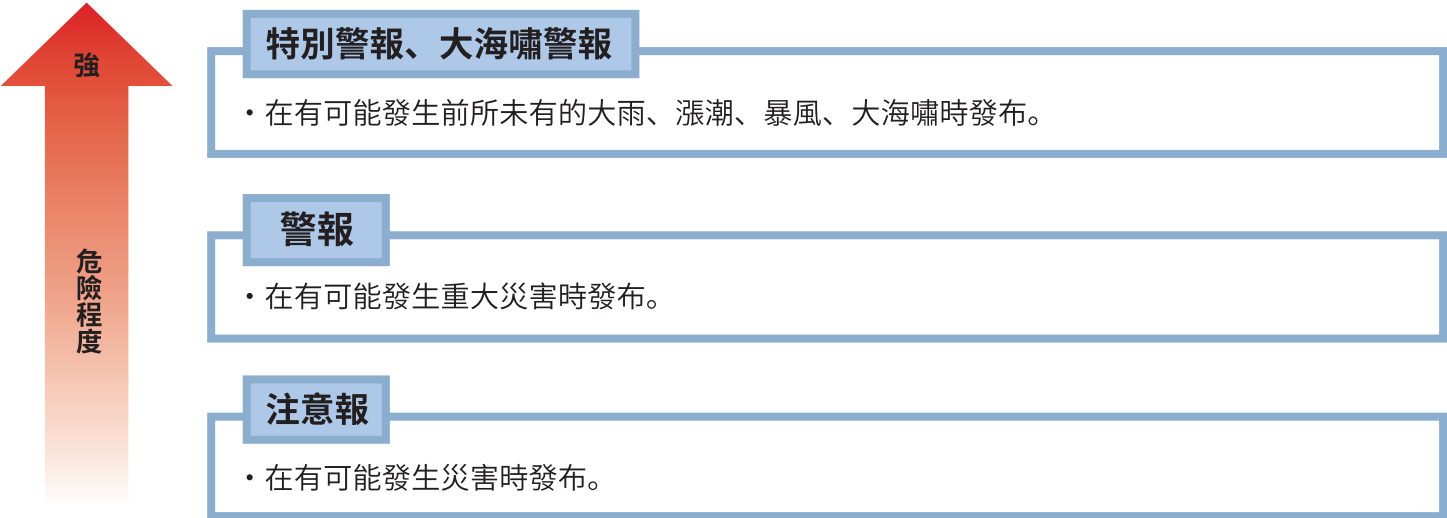 強
危險程度
特別警報、大海嘯警報
・在有可能發生前所未有的大雨、漲潮、暴風、大海嘯時發布。
警報
・在有可能發生重大災害時發布。
注意報
・在有可能發生災害時發布。